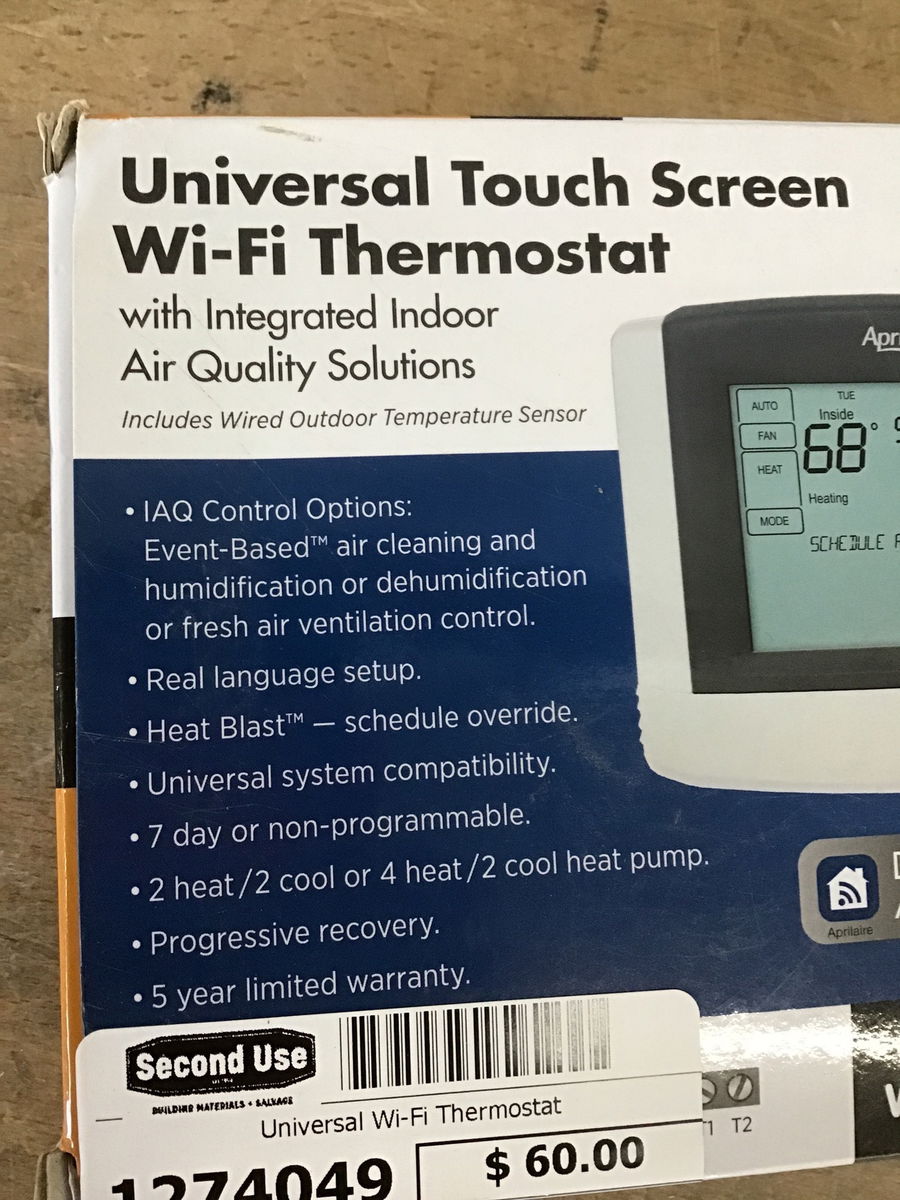 Universal Touch Screen
Wi-Fi Thermostat
with Integrated Indoor
Air Quality Solutions
Includes Wired Outdoor Temperature Sensor
Apri
AUTO
FAN
HEAT
MODE
TUE
Inside
68°
Heating
SCHEDULE
• IAQ Control Options:
Event-Based™ air cleaning and
humidification or dehumidification
or fresh air ventilation control.
• Real language setup.
• Heat Blast™ — schedule override.
• Universal system compatibility.
• 7 day or non-programmable.
• 2 heat/2 cool or 4 heat/2 cool heat pump.
• Progressive recovery.
• 5 year limited warranty.
Aprilaire
Second Use
BUILDING MATERIALS + SALVAGE
Universal Wi-Fi Thermostat
1274049
$ 60.00
T1 T2